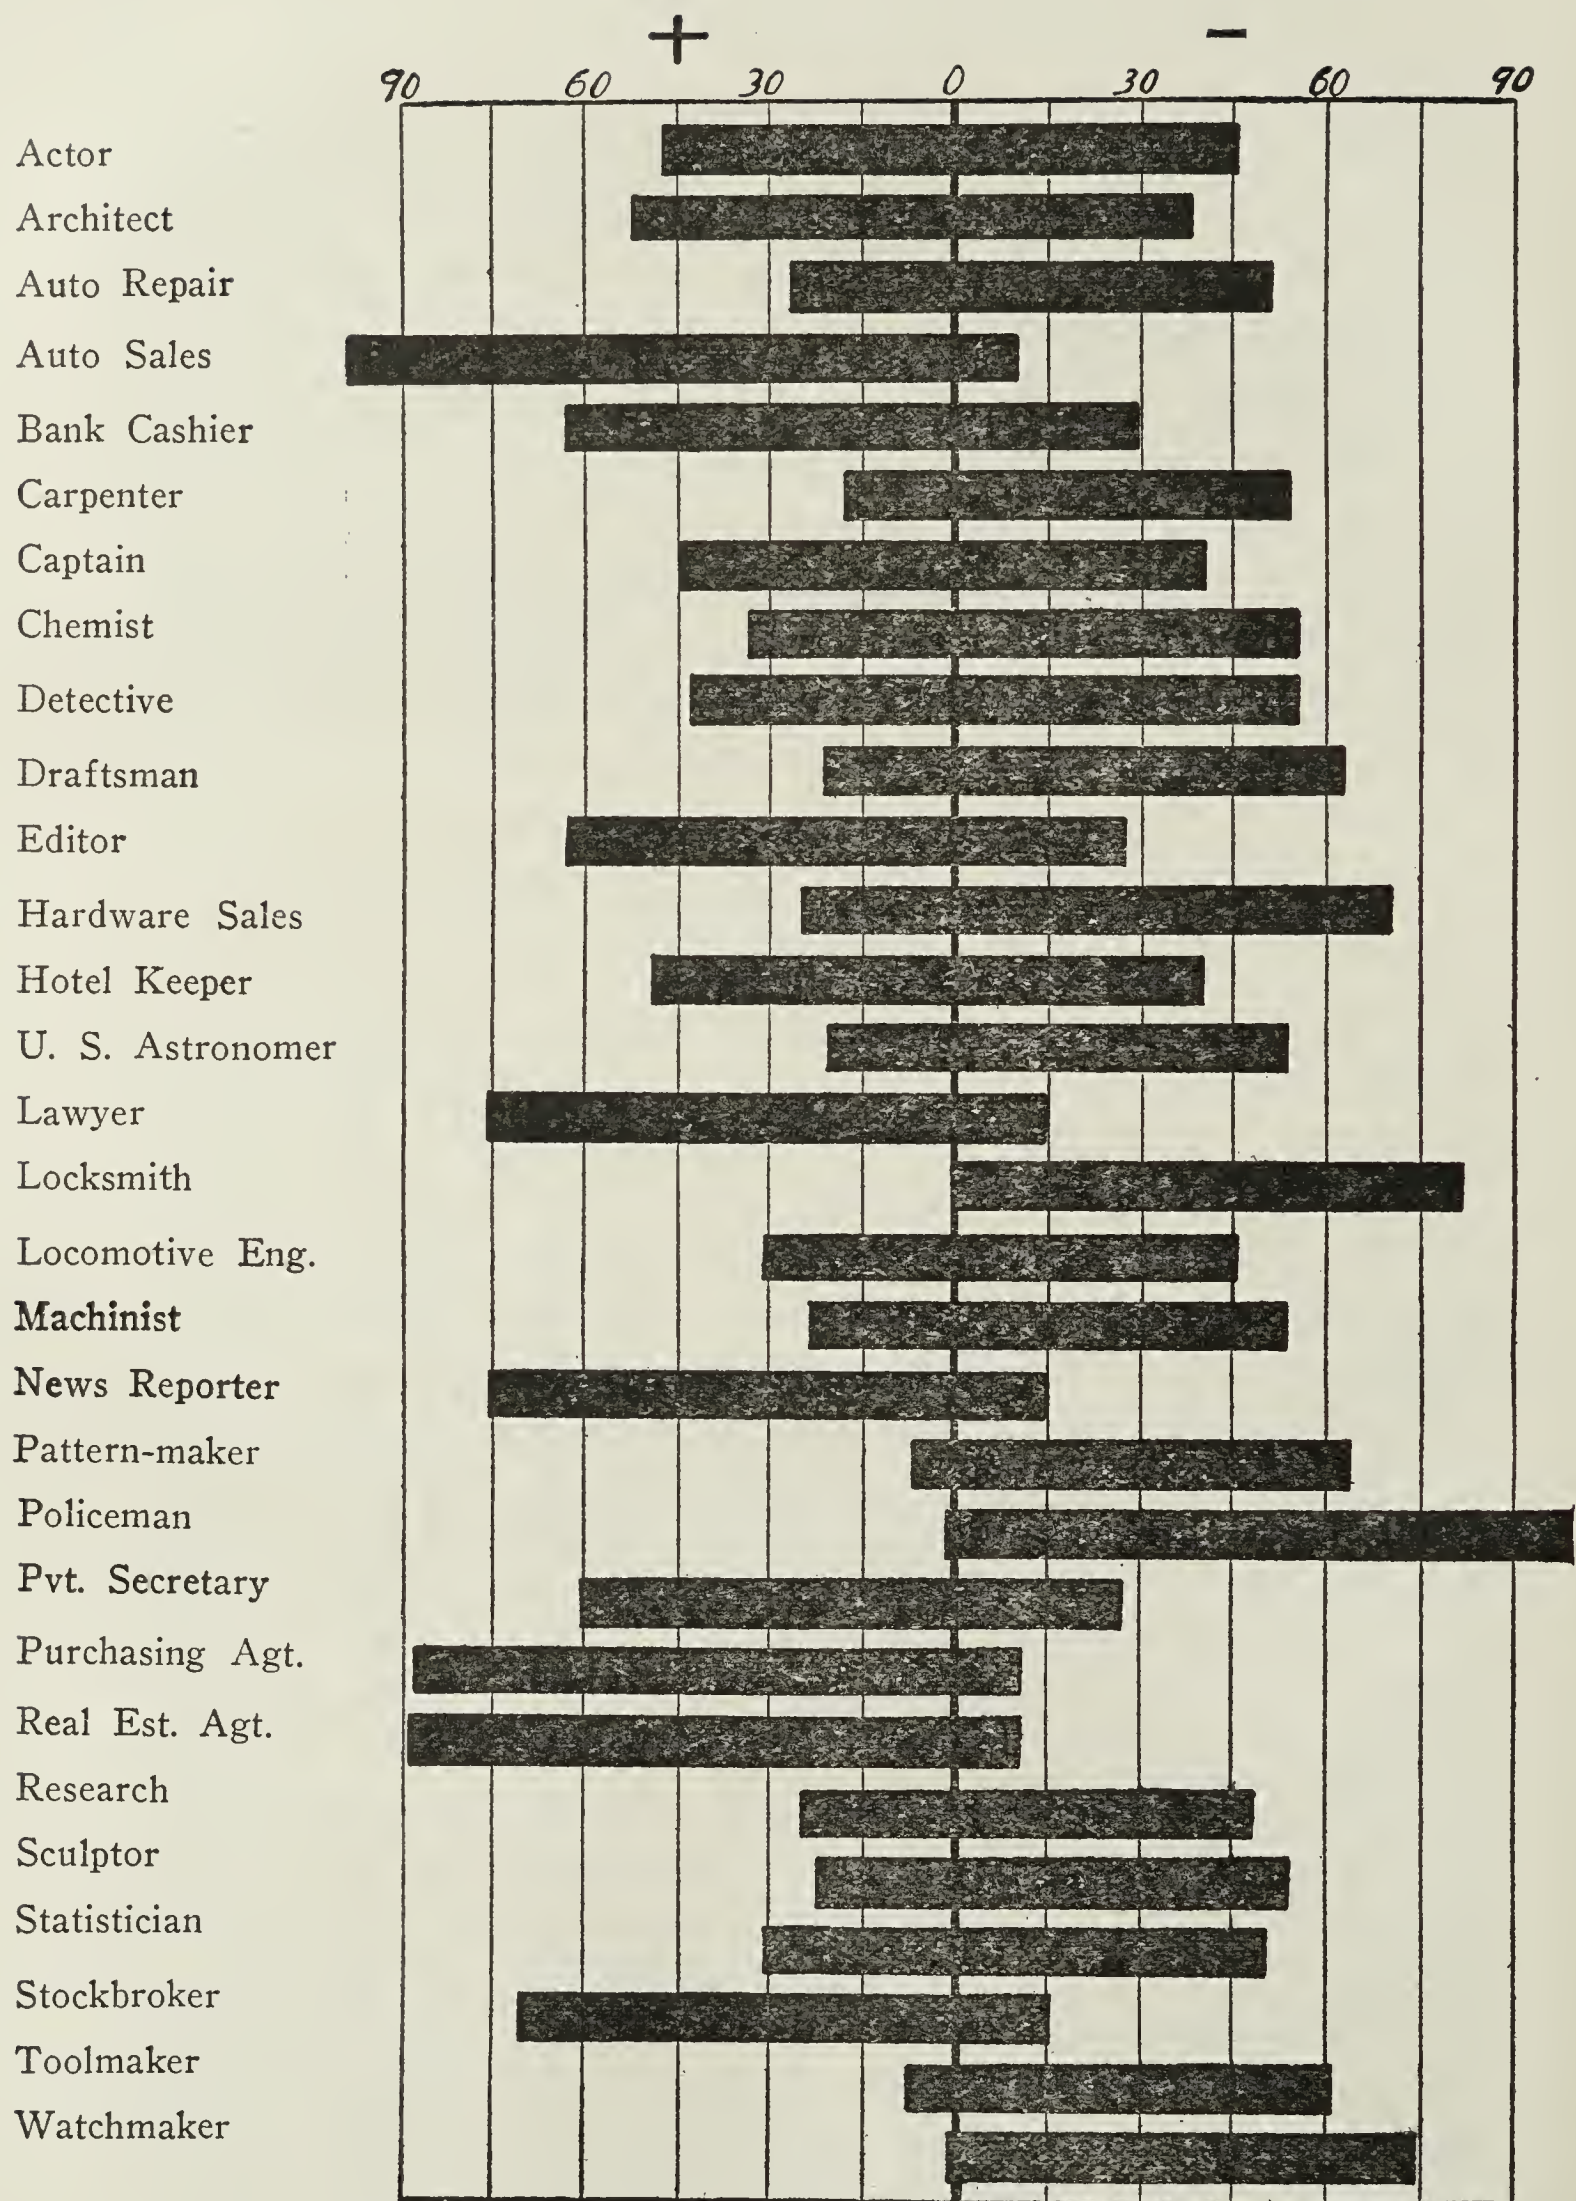 + −
90 60 30 0 30 60 90
Actor
Architect
Auto Repair
Auto Sales
Bank Cashier
Carpenter
Captain
Chemist
Detective
Draftsman
Editor
Hardware Sales
Hotel Keeper
U. S. Astronomer
Lawyer
Locksmith
Locomotive Eng.
Machinist
News Reporter
Pattern-maker
Policeman
Pvt. Secretary
Purchasing Agt.
Real Est. Agt.
Research
Sculptor
Statistician
Stockbroker
Toolmaker
Watchmaker